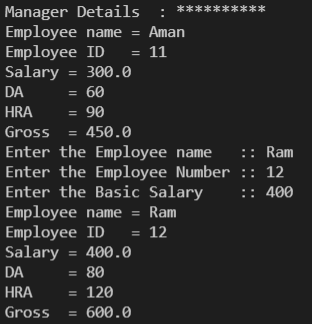 Manager Details  : **********
Employee name = Aman
Employee ID   = 11
Salary = 300.0
DA     = 60
HRA    = 90
Gross  = 450.0
Enter the Employee name   :: Ram
Enter the Employee Number :: 12
Enter the Basic Salary    :: 400
Employee name = Ram
Employee ID   = 12
Salary = 400.0
DA     = 80
HRA    = 120
Gross  = 600.0